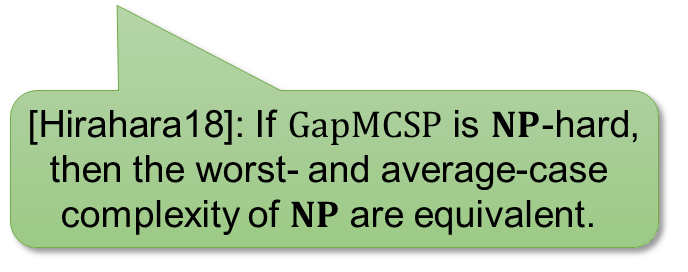 [Hirahara18]: If GapMCSP is NP-hard,
then the worst- and average-case
complexity of NP are equivalent.